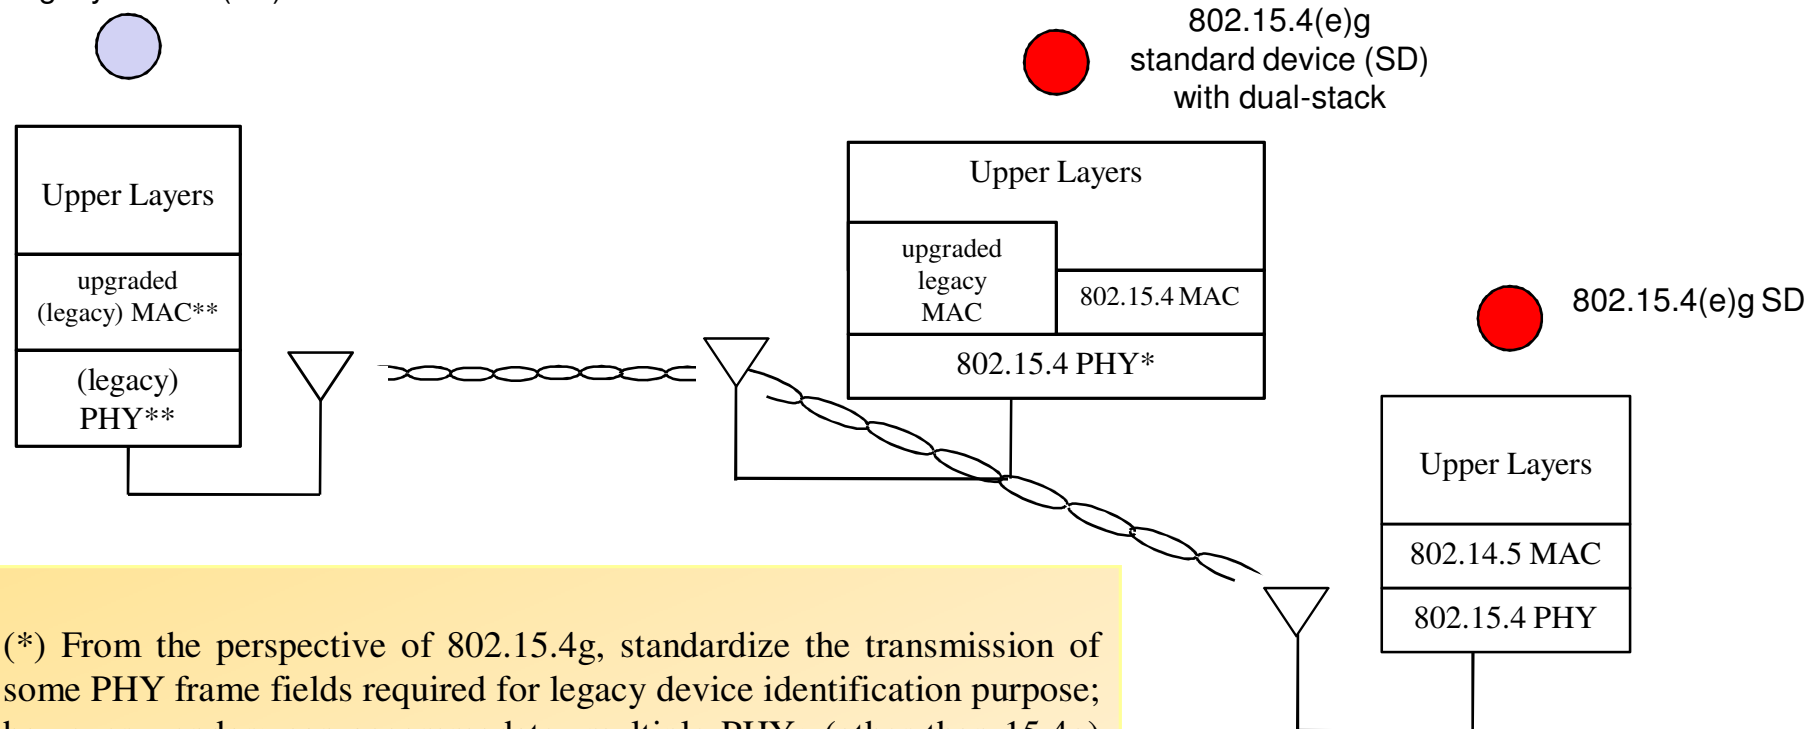 802.15.4(e)g
standard device (SD)
with dual-stack
Upper Layers
upgraded
(legacy) MAC**
(legacy)
PHY**
Upper Layers
upgraded
legacy
MAC
802.15.4 MAC
802.15.4 PHY*
802.15.4(e)g SD
Upper Layers
802.14.5 MAC
802.15.4 PHY
(*) From the perspective of 802.15.4g, standardize the transmission of
some PHY frame fields required for legacy device identification purpose;